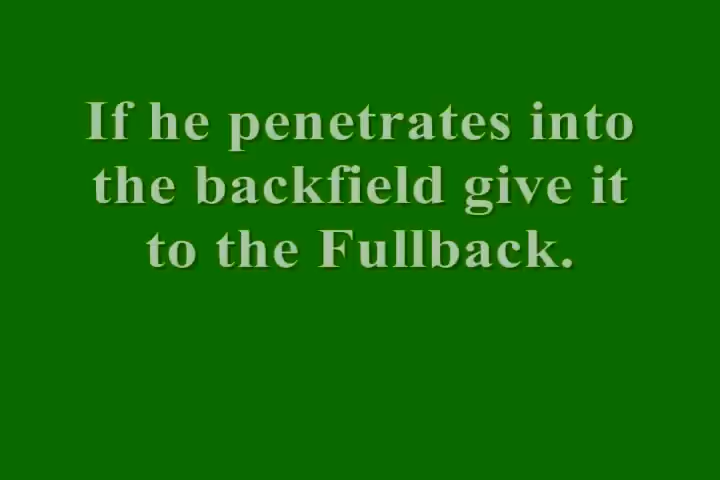 If he penetrates into
the backfield give it
to the Fullback.